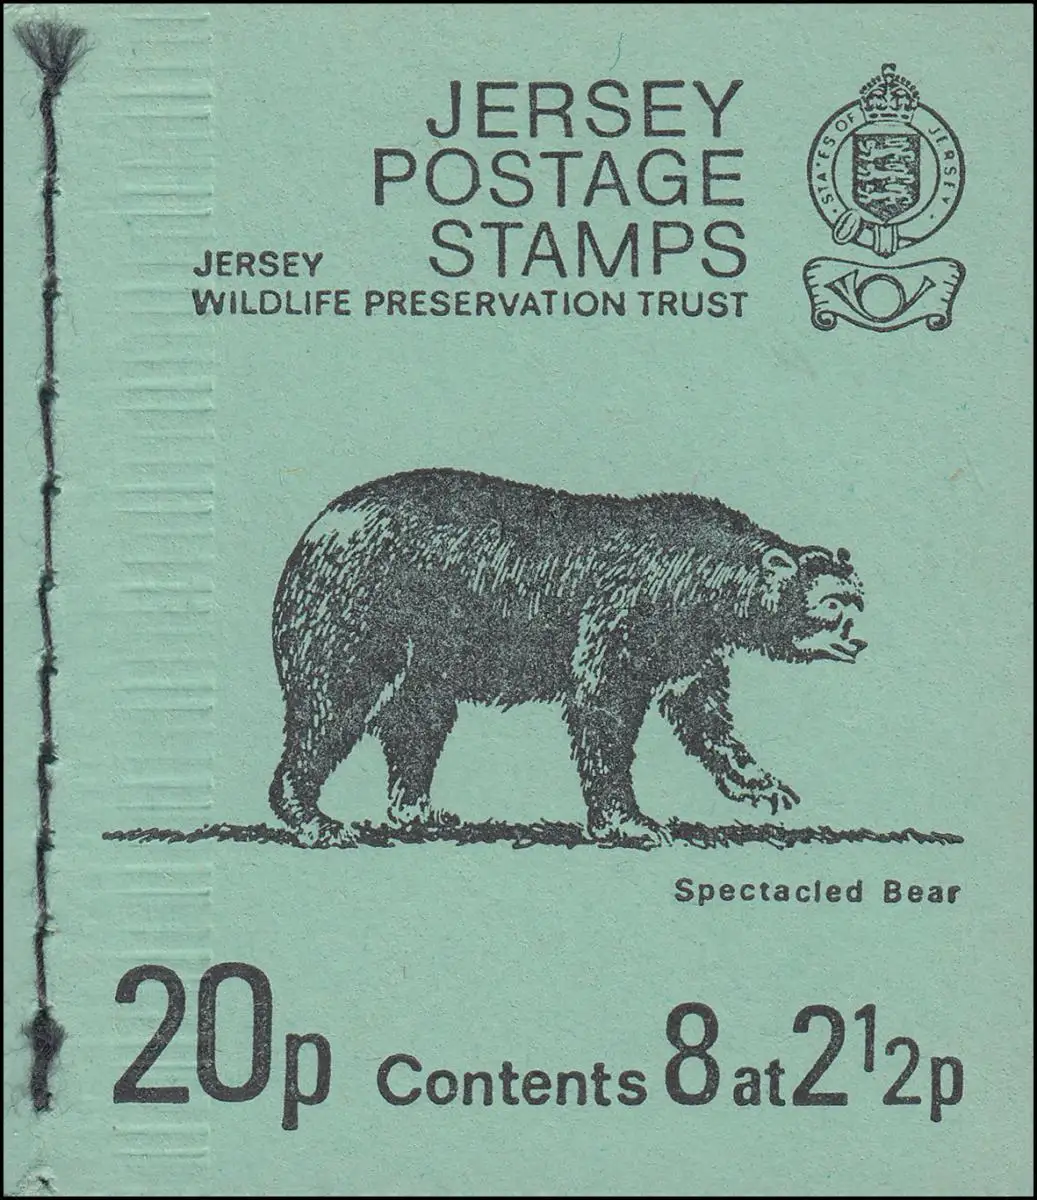 JERSEY
POSTAGE
STAMPS
JERSEY
WILDLIFE PRESERVATION TRUST
STATES OF JERSEY
Spectacled Bear
20p Contents 8 at 2½p